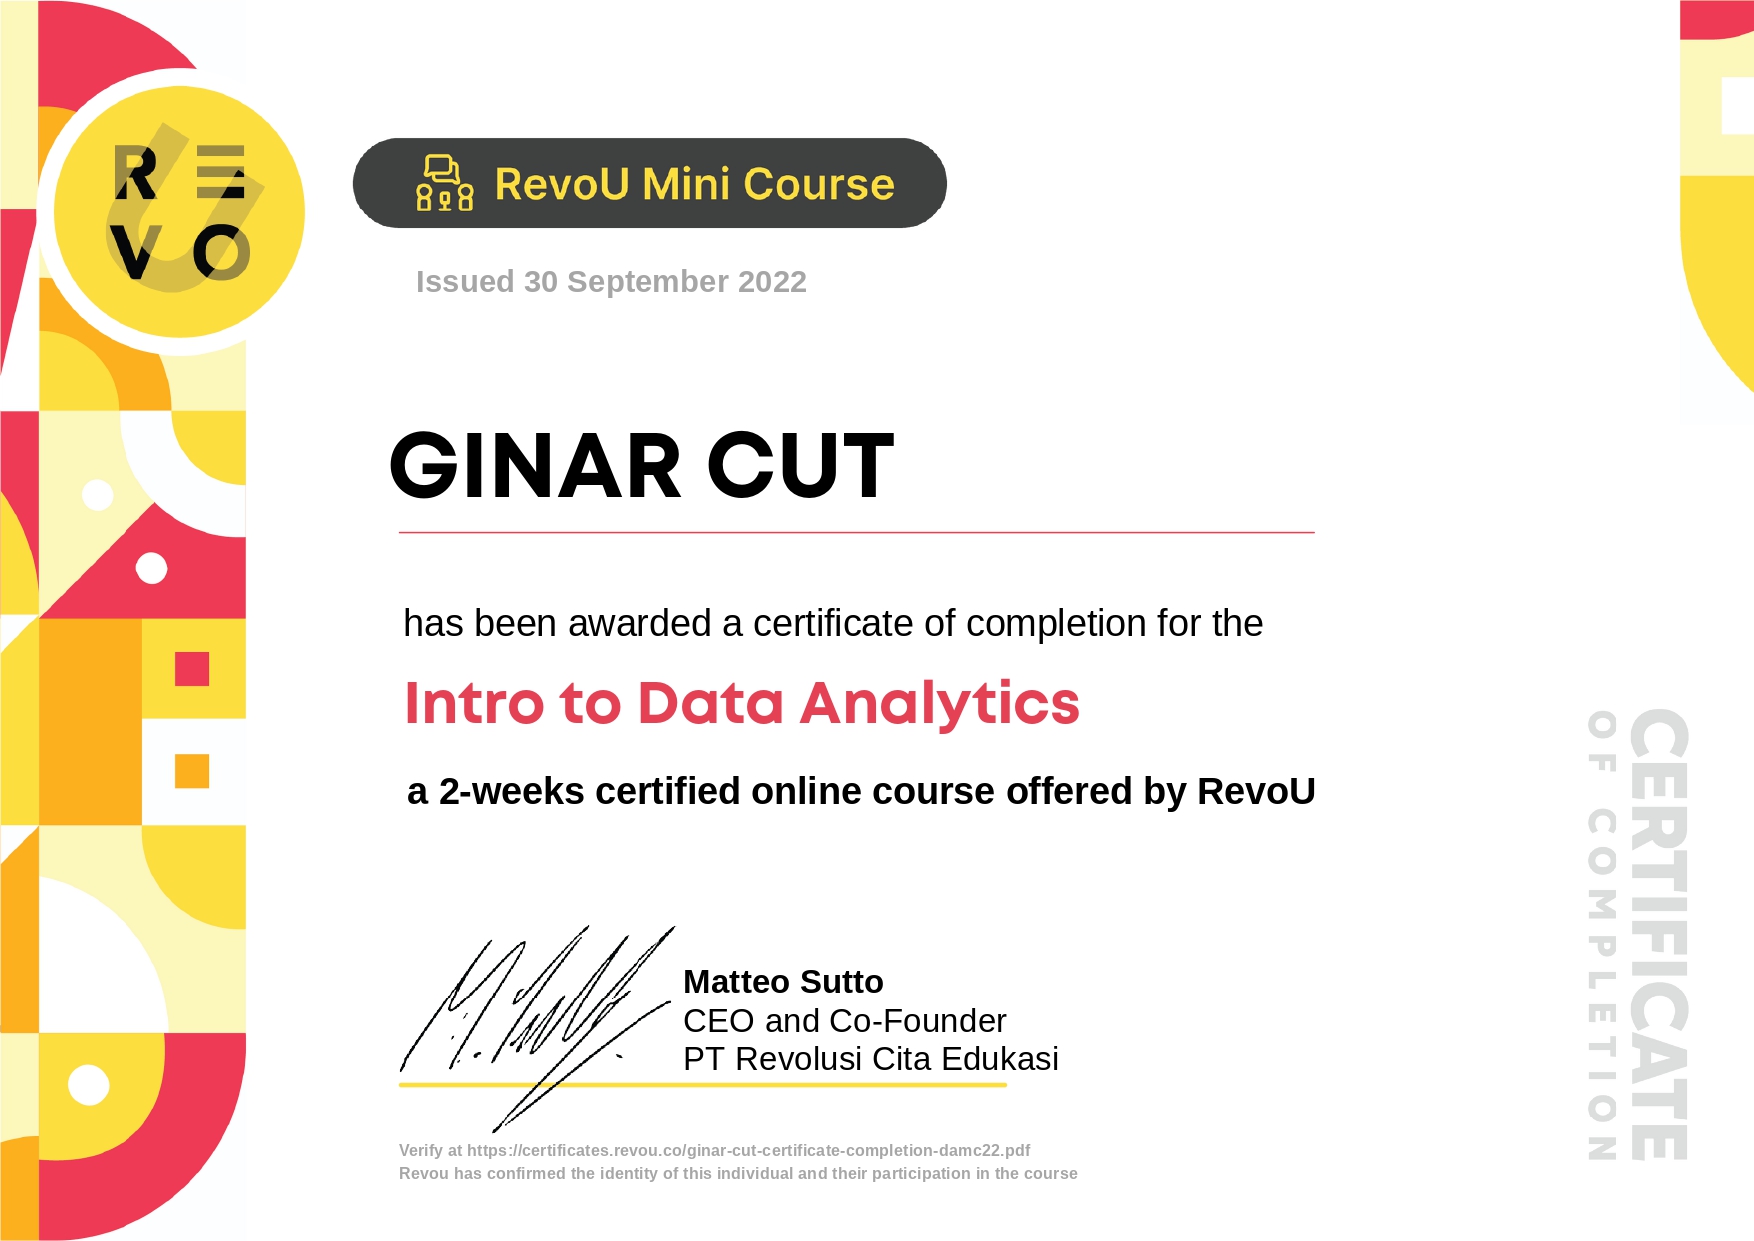 RE
VO
U
RevoU Mini Course
Issued 30 September 2022
GINAR CUT
has been awarded a certificate of completion for the
Intro to Data Analytics
a 2-weeks certified online course offered by RevoU
M. Sutto
Matteo Sutto
CEO and Co-Founder
PT Revolusi Cita Edukasi
Verify at https://certificates.revou.co/ginar-cut-certificate-completion-damc22.pdf
Revou has confirmed the identity of this individual and their participation in the course
CERTIFICATE
OF COMPLETION